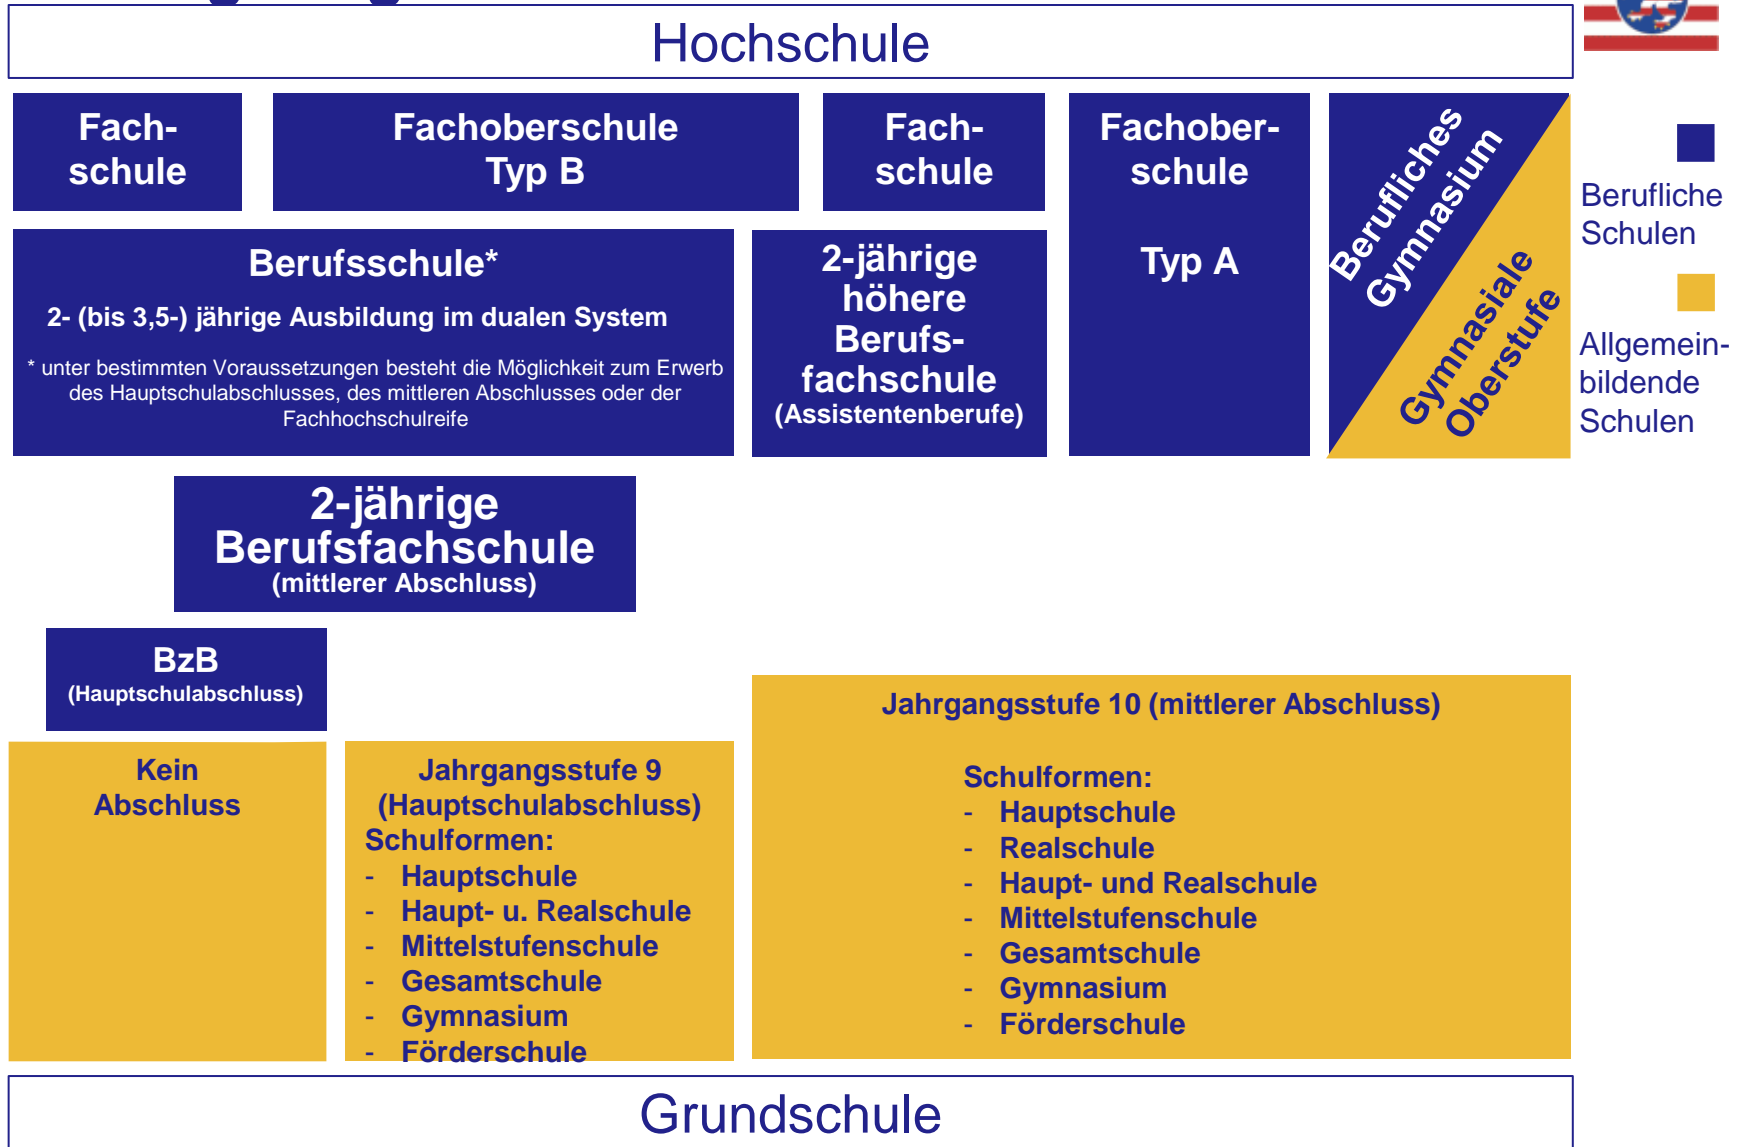 Hochschule
Fach-
schule
Fachoberschule
Typ B
Fach-
schule
Fachober-
schule
Typ A
Berufliches
Gymnasium
Gymnasiale
Oberstufe
Berufliche
Schulen
Allgemein-
bildende
Schulen
Berufsschule*
2- (bis 3,5-) jährige Ausbildung im dualen System
* unter bestimmten Voraussetzungen besteht die Möglichkeit zum Erwerb
des Hauptschulabschlusses, des mittleren Abschlusses oder der
Fachhochschulreife
2-jährige
höhere
Berufs-
fachschule
(Assistentenberufe)
2-jährige
Berufsfachschule
(mittlerer Abschluss)
BzB
(Hauptschulabschluss)
Kein
Abschluss
Jahrgangsstufe 9
(Hauptschulabschluss)
Schulformen:
- Hauptschule
- Haupt- u. Realschule
- Mittelstufenschule
- Gesamtschule
- Gymnasium
- Förderschule
Jahrgangsstufe 10 (mittlerer Abschluss)
Schulformen:
- Hauptschule
- Realschule
- Haupt- und Realschule
- Mittelstufenschule
- Gesamtschule
- Gymnasium
- Förderschule
Grundschule